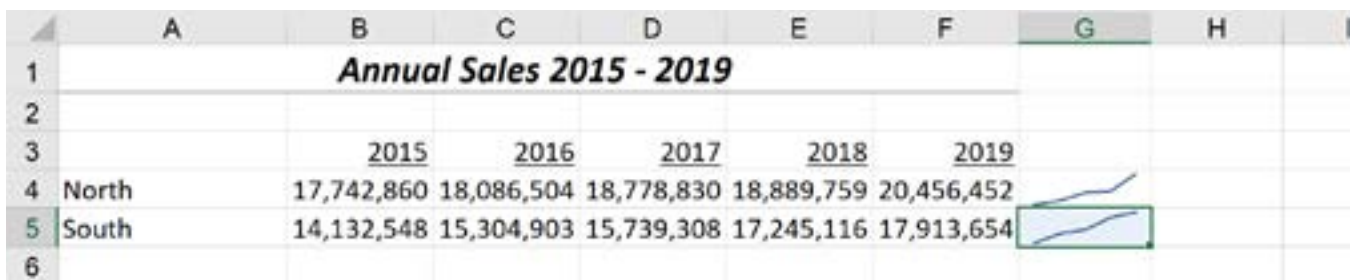 A B C D E F G H
1 Annual Sales 2015 - 2019
2
3 2015 2016 2017 2018 2019
4 North 17,742,860 18,086,504 18,778,830 18,889,759 20,456,452
5 South 14,132,548 15,304,903 15,739,308 17,245,116 17,913,654
6